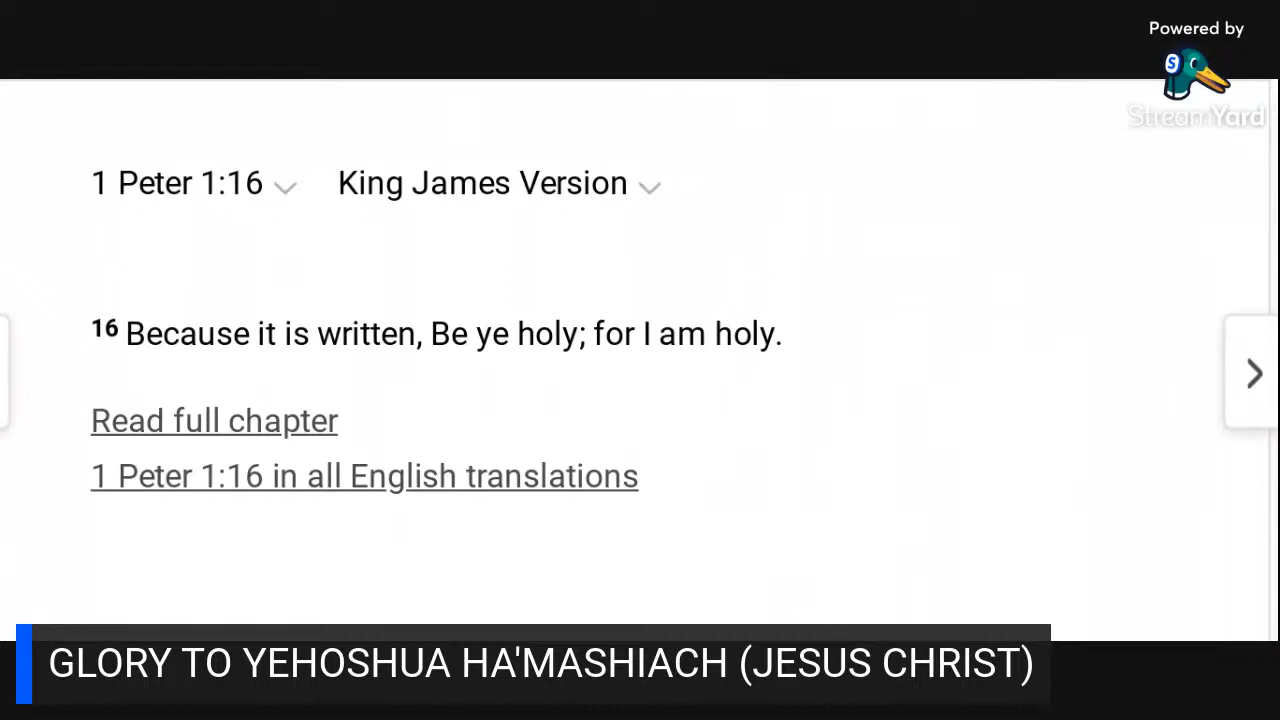 Powered by
S
StreamYard
1 Peter 1:16 King James Version
16 Because it is written, Be ye holy; for I am holy.
Read full chapter
1 Peter 1:16 in all English translations
GLORY TO YEHOSHUA HA'MASHIACH (JESUS CHRIST)